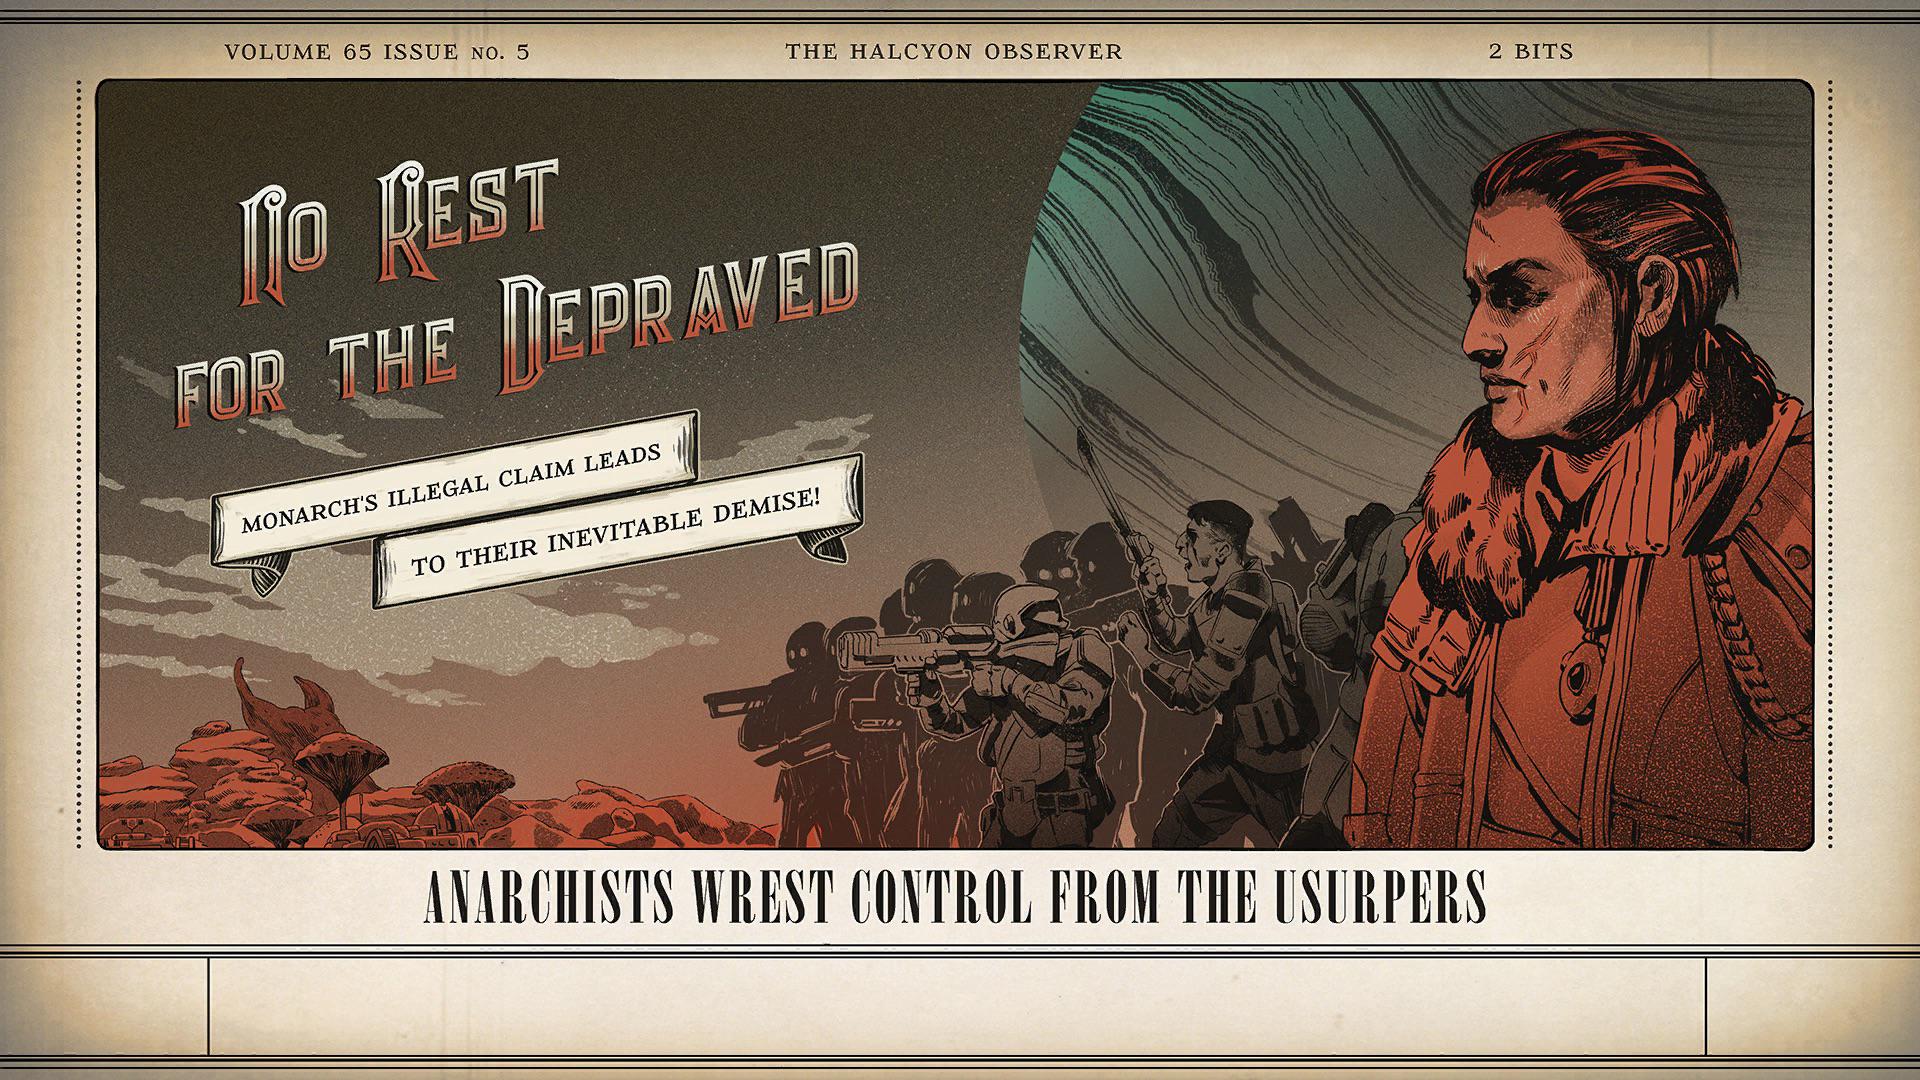 VOLUME 65 ISSUE NO. 5
THE HALCYON OBSERVER
2 BITS
NO REST
FOR THE DEPRAVED
MONARCH'S ILLEGAL CLAIM LEADS
TO THEIR INEVITABLE DEMISE!
ANARCHISTS WREST CONTROL FROM THE USURPERS